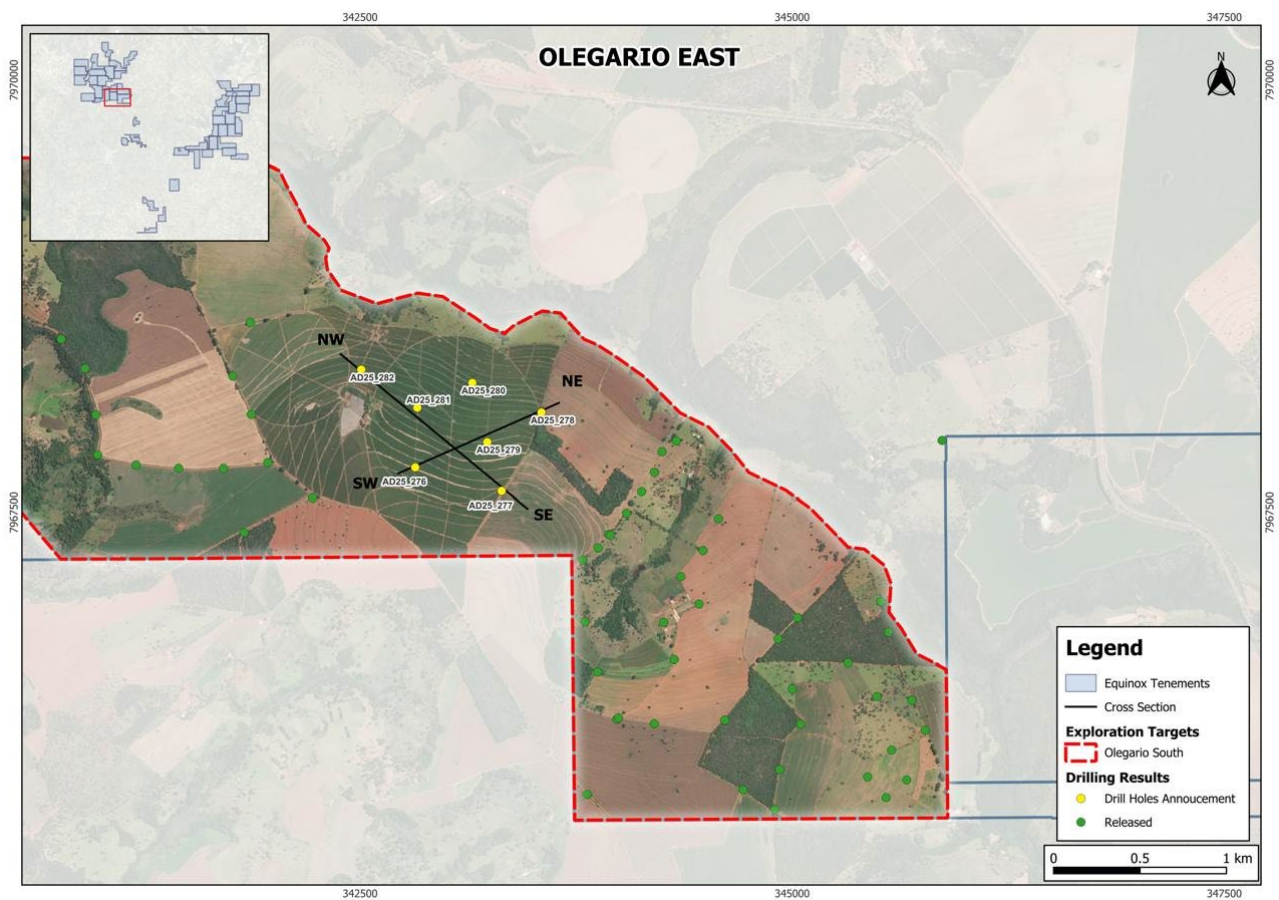 342500
345000
347500
OLEGARIO EAST
N
7970000
7970000
NW
AD25_282
AD25_280
NE
AD25_281
AD25_278
AD25_279
SW
AD25_276
AD25_277
SE
7967500
7967500
Legend
Equinox Tenements
Cross Section
Exploration Targets
Olegario South
Drilling Results
Drill Holes Annoucement
Released
0 0.5 1 km
342500
345000
347500